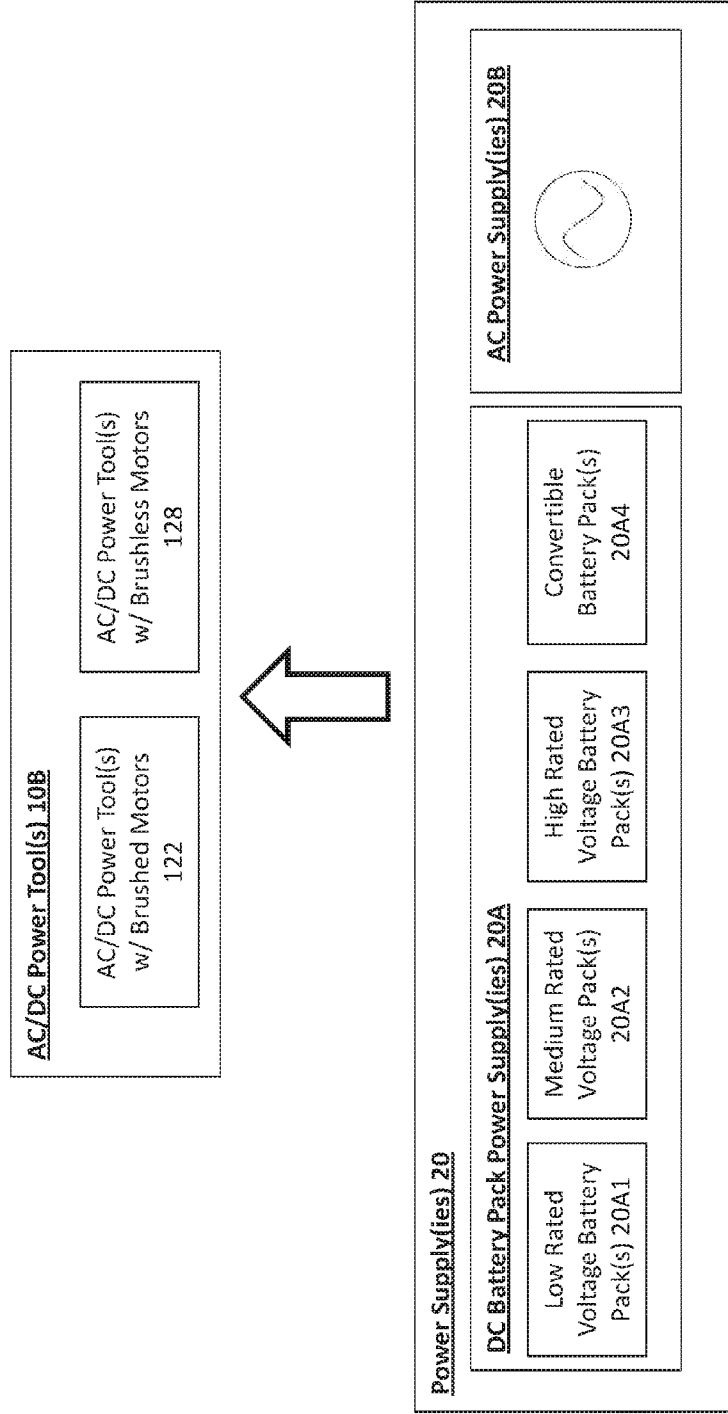 AC/DC Power Tool(s) 10B
AC/DC Power Tool(s)
w/ Brushed Motors
122
AC/DC Power Tool(s)
w/ Brushless Motors
128
Power Supply(ies) 20
DC Battery Pack Power Supply(ies) 20A
Low Rated
Voltage Battery
Pack(s) 20A1
Medium Rated
Voltage Pack(s)
20A2
High Rated
Voltage Battery
Pack(s) 20A3
Convertible
Battery Pack(s)
20A4
AC Power Supply(ies) 20B